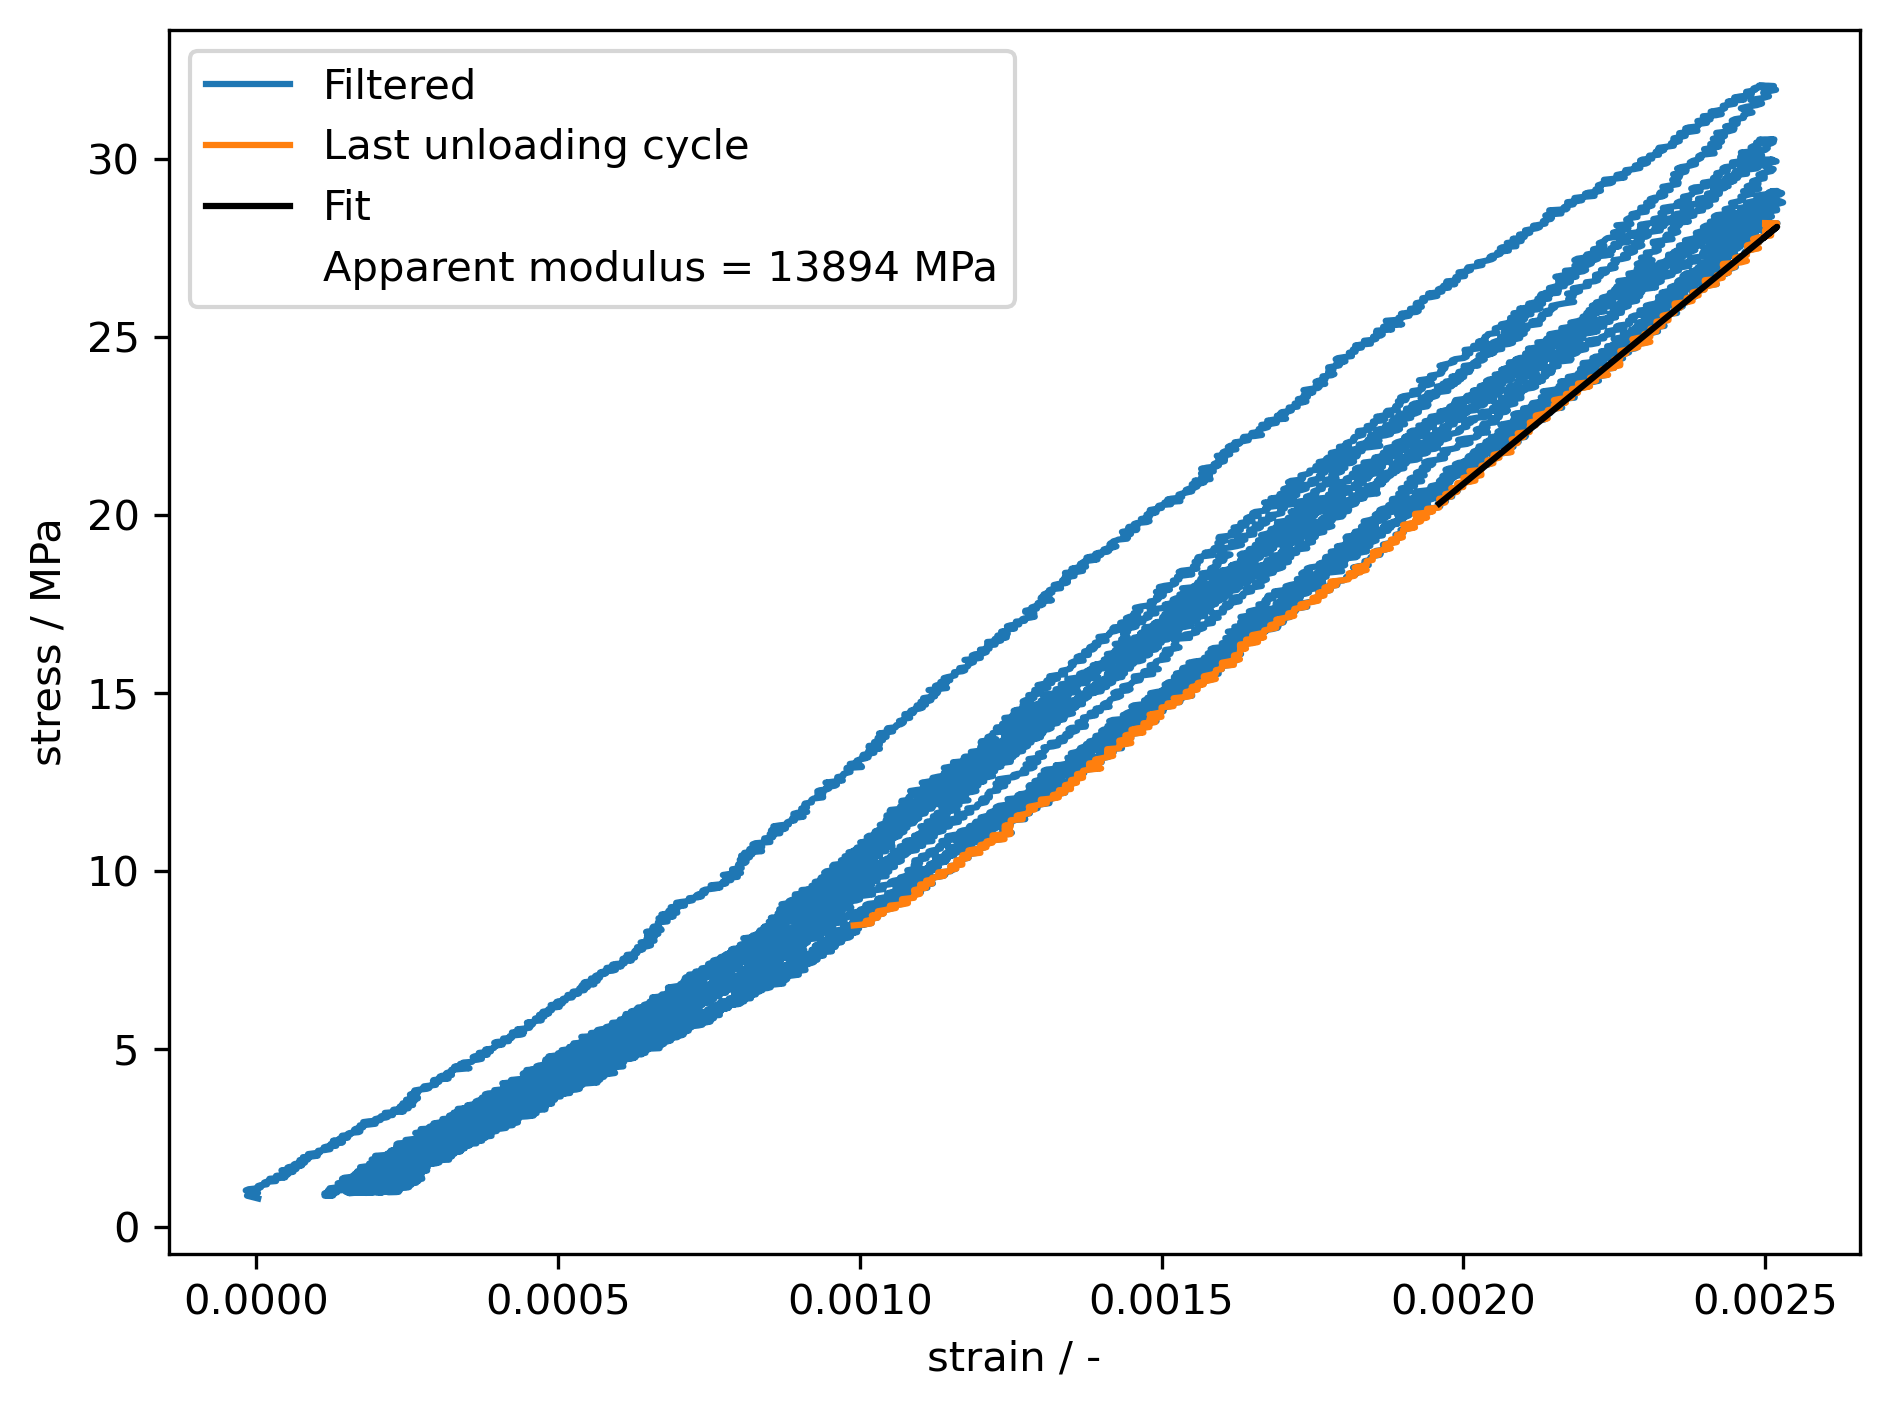 Filtered
Last unloading cycle
Fit
Apparent modulus = 13894 MPa
30
25
20
15
10
5
0
stress / MPa
0.0000 0.0005 0.0010 0.0015 0.0020 0.0025
strain / -